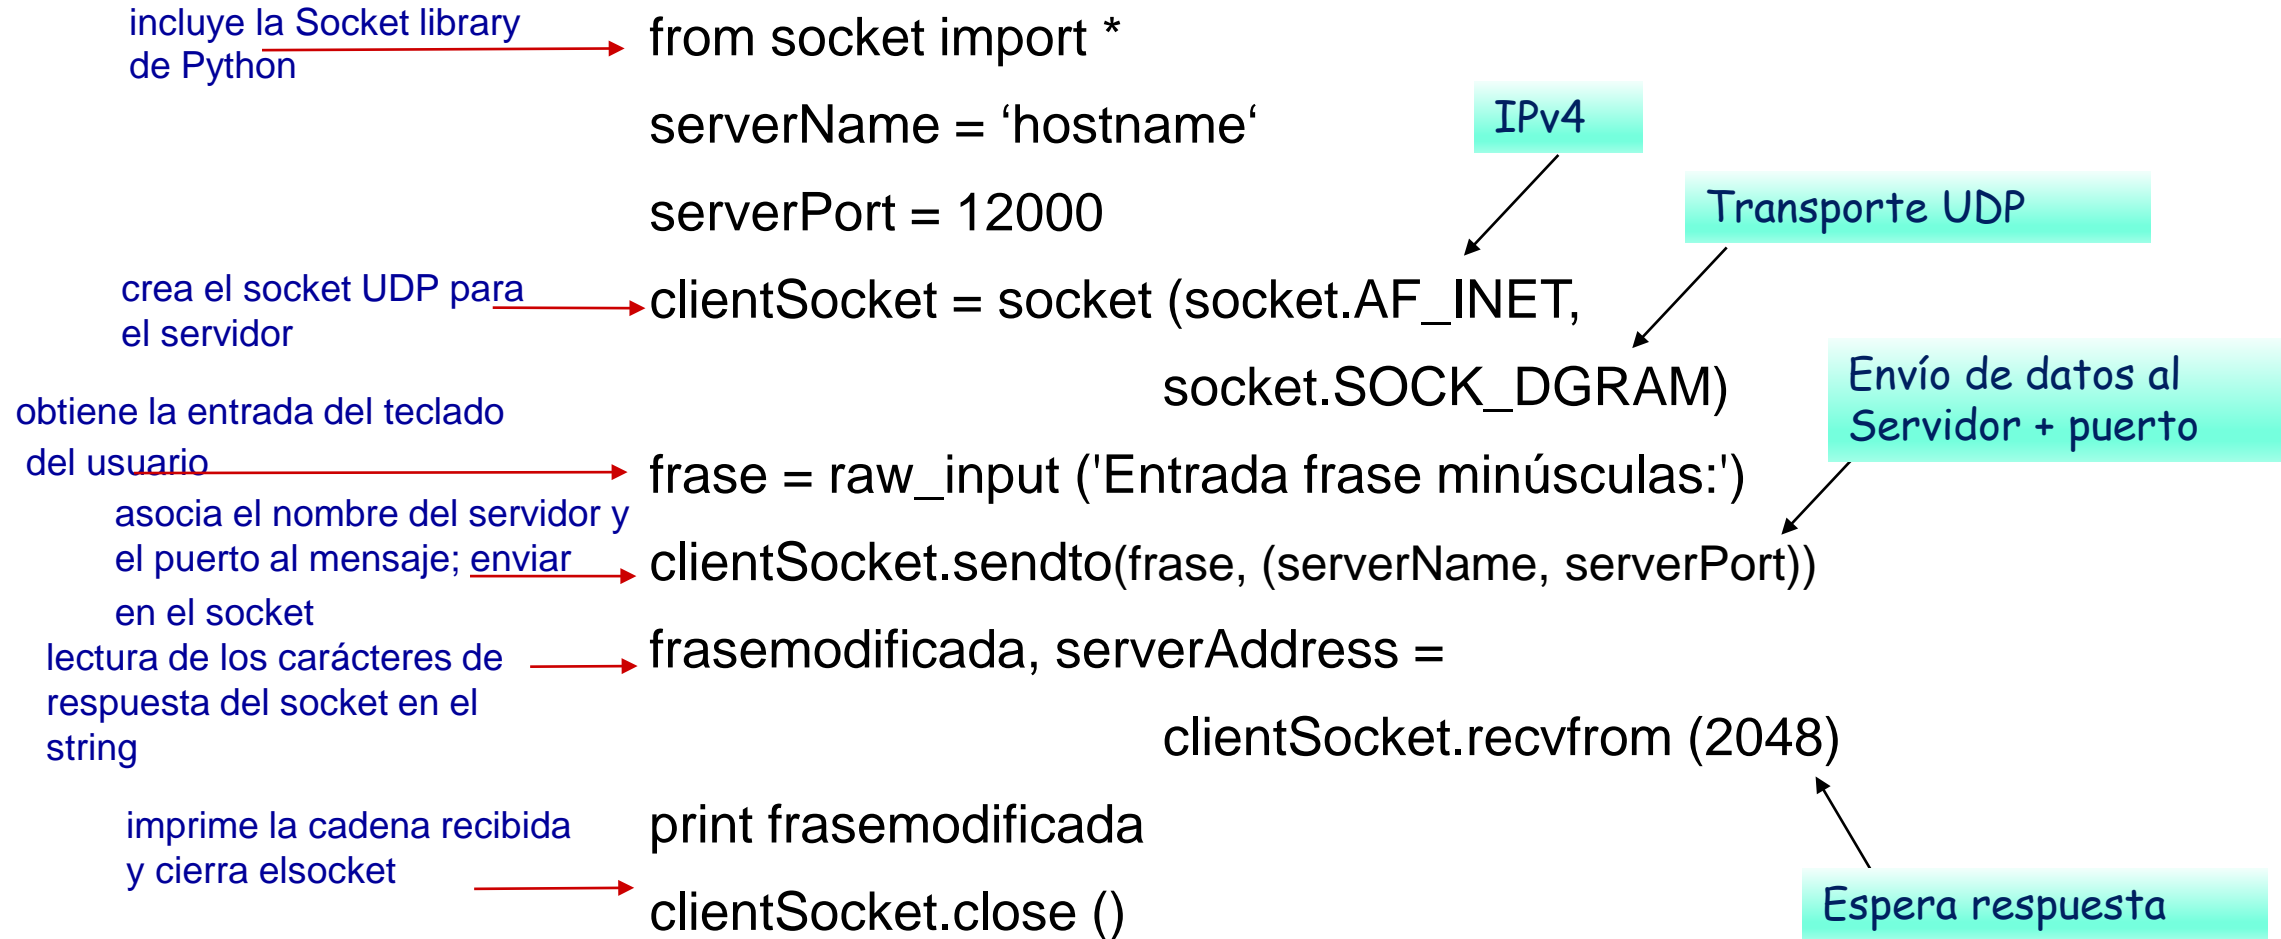 incluye la Socket library
de Python
from socket import *
serverName = ‘hostname‘
IPv4
serverPort = 12000
Transporte UDP
crea el socket UDP para
el servidor
clientSocket = socket (socket.AF_INET,
socket.SOCK_DGRAM)
Envío de datos al
Servidor + puerto
obtiene la entrada del teclado
del usuario
frase = raw_input ('Entrada frase minúsculas:')
asocia el nombre del servidor y
el puerto al mensaje; enviar
en el socket
clientSocket.sendto(frase, (serverName, serverPort))
lectura de los carácteres de
respuesta del socket en el
string
frasemodificada, serverAddress =
clientSocket.recvfrom (2048)
imprime la cadena recibida
y cierra elsocket
print frasemodificada
clientSocket.close ()
Espera respuesta